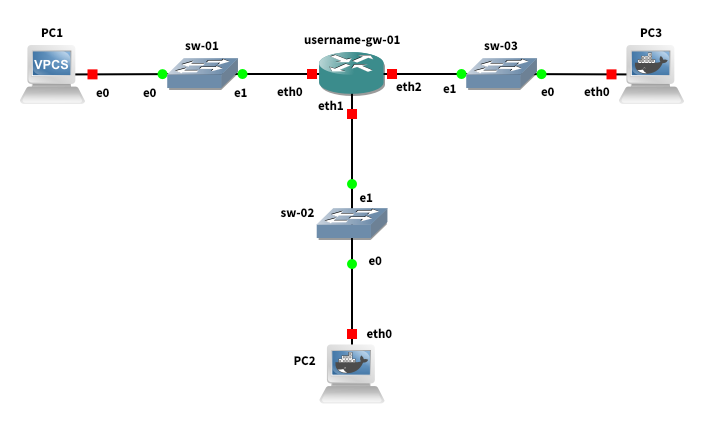 PC1
sw-01
username-gw-01
sw-03
PC3
VPCS
e0
e0
e1
eth0
eth2
e1
e0
eth0
eth1
e1
sw-02
e0
eth0
PC2